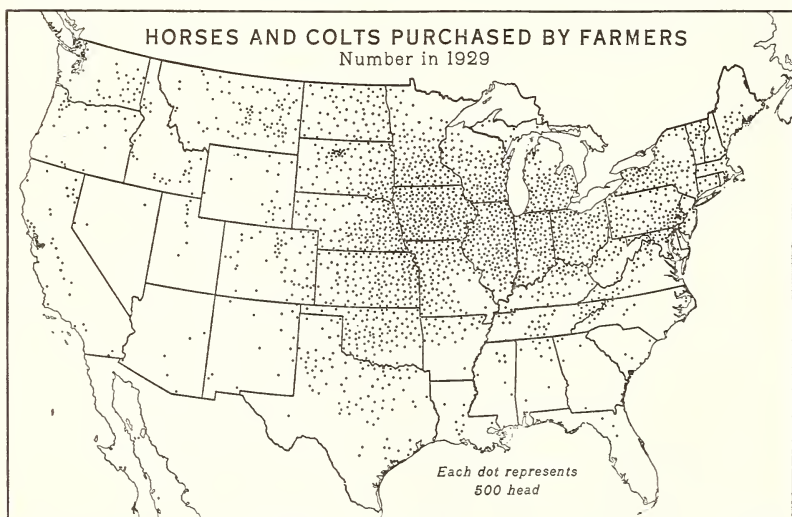 HORSES AND COLTS PURCHASED BY FARMERS
Number in 1929
Each dot represents
500 head